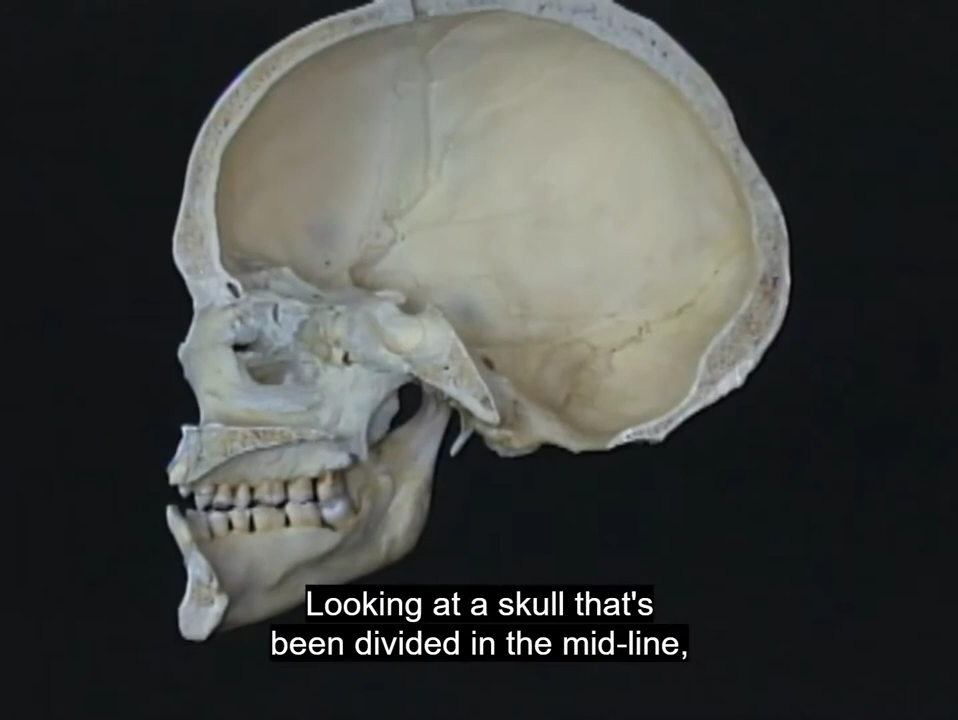 Looking at a skull that's
been divided in the mid-line,